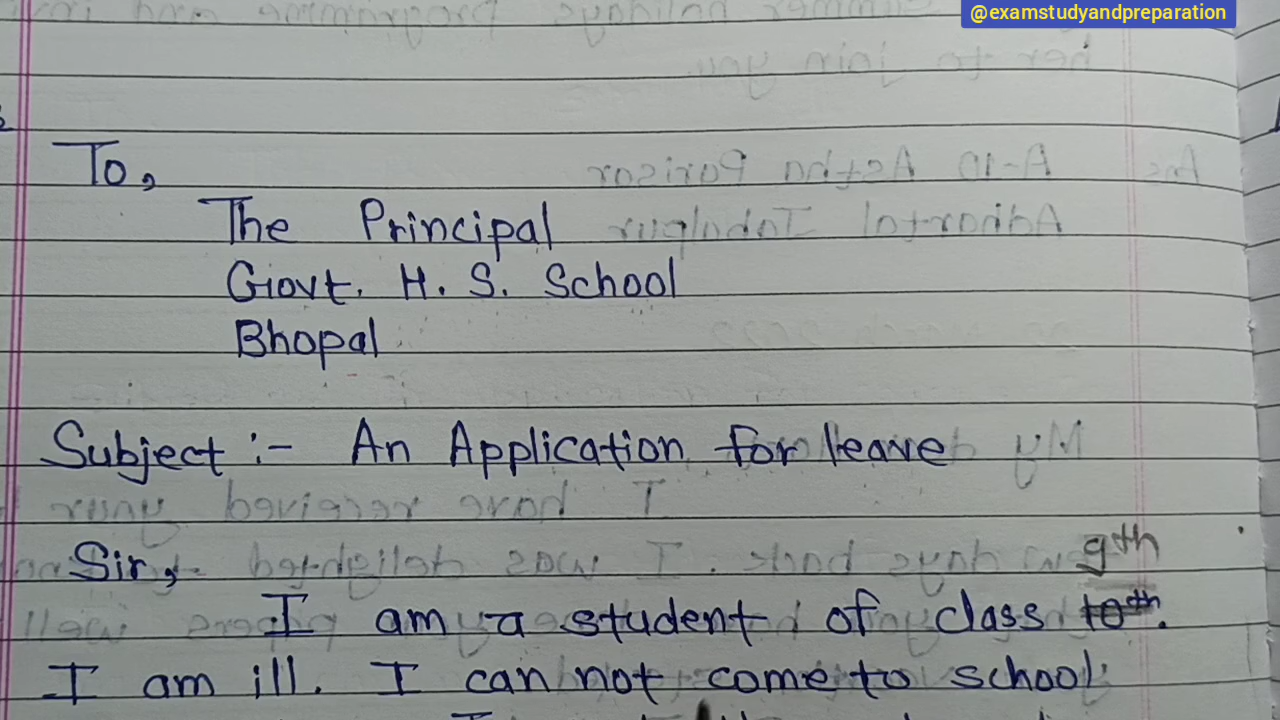 @examstudyandpreparation
To,
The Principal
Govt. H. S. School
Bhopal
Subject :- An Application for leave
Sir,
9th
I am a student of class 10th.
I am ill. I can not come to school